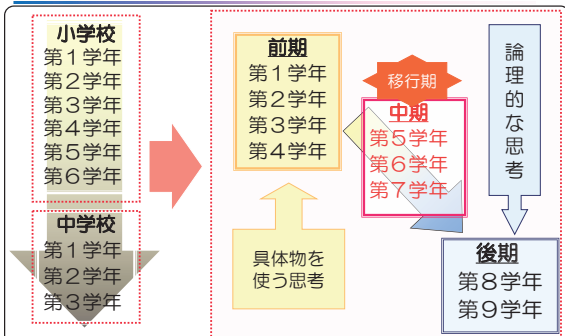 小学校
第１学年
第２学年
第３学年
第４学年
第５学年
第６学年
中学校
第１学年
第２学年
第３学年
前期
第１学年
第２学年
第３学年
第４学年
具体物を
使う思考
移行期
中期
第５学年
第６学年
第７学年
論理的な思考
後期
第８学年
第９学年